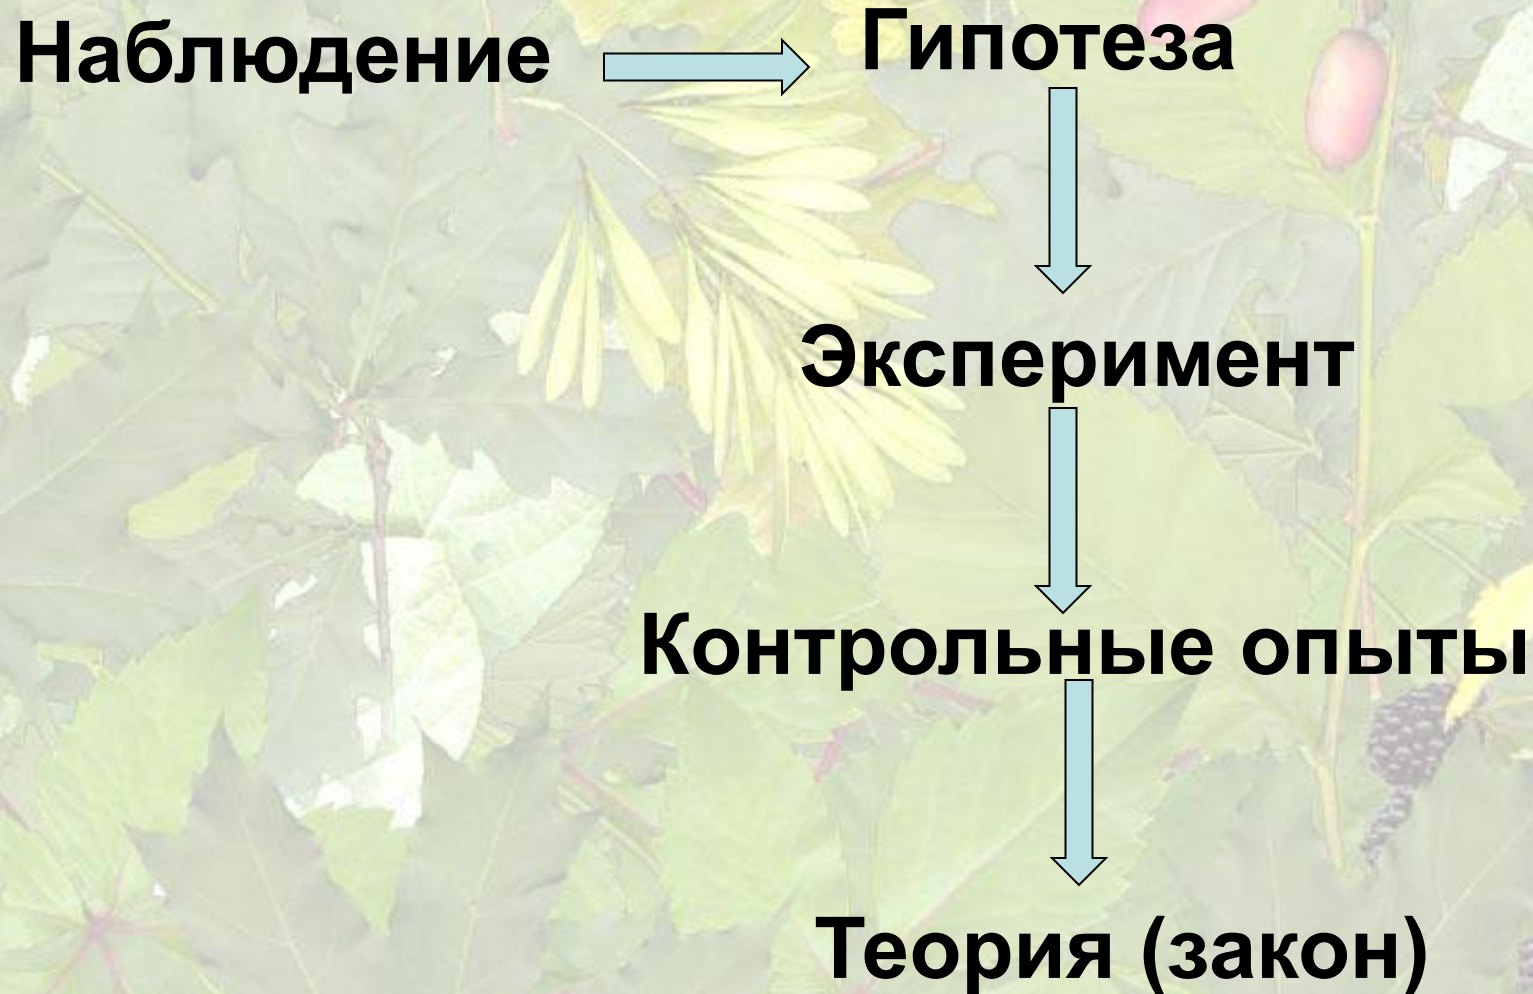 Наблюдение
Гипотеза
Эксперимент
Контрольные опыты
Теория (закон)